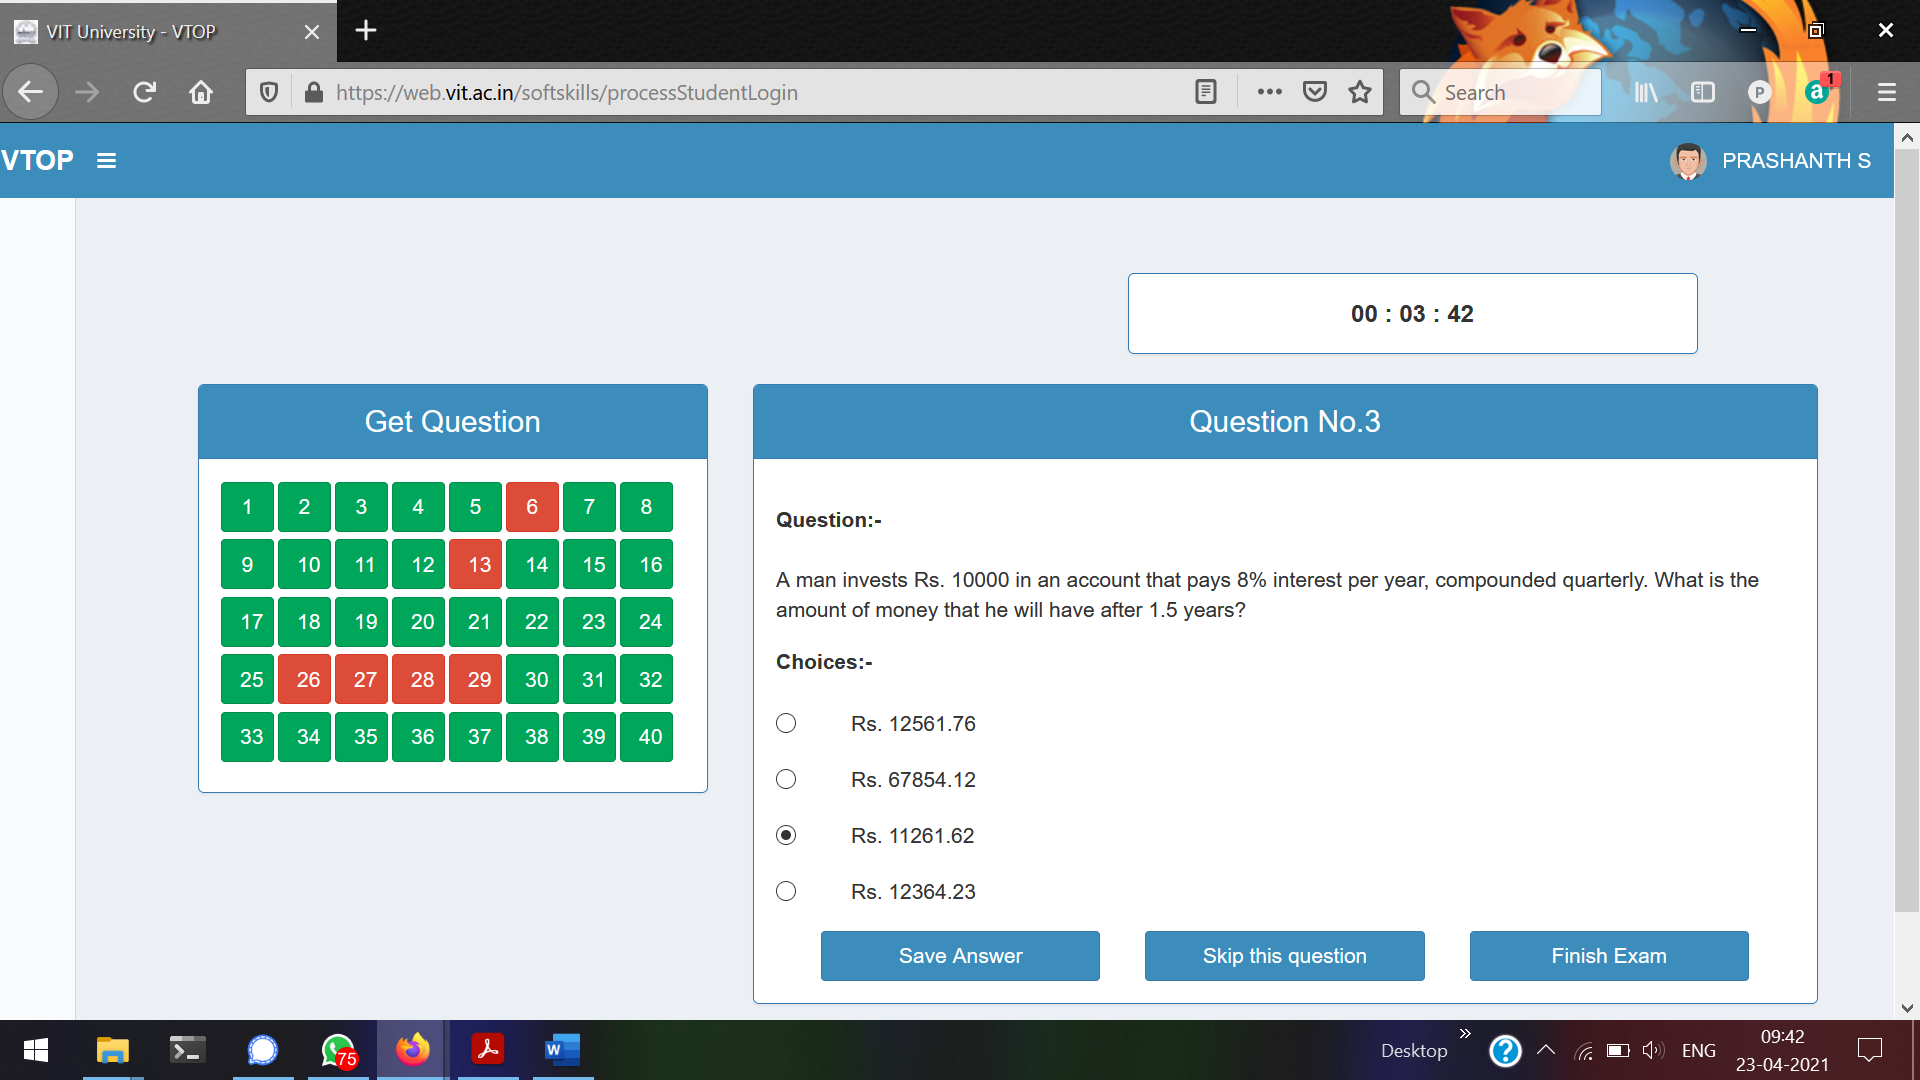 VIT University - VTOP
https://web.vit.ac.in/softskills/processStudentLogin
Search
P
a
1
VTOP
PRASHANTH S
00 : 03 : 42
Get Question
1 2 3 4 5 6 7 8
9 10 11 12 13 14 15 16
17 18 19 20 21 22 23 24
25 26 27 28 29 30 31 32
33 34 35 36 37 38 39 40
Question No.3
Question:-
A man invests Rs. 10000 in an account that pays 8% interest per year, compounded quarterly. What is the
amount of money that he will have after 1.5 years?
Choices:-
Rs. 12561.76
Rs. 67854.12
Rs. 11261.62
Rs. 12364.23
Save Answer
Skip this question
Finish Exam
75
W
Desktop
ENG
09:42
23-04-2021